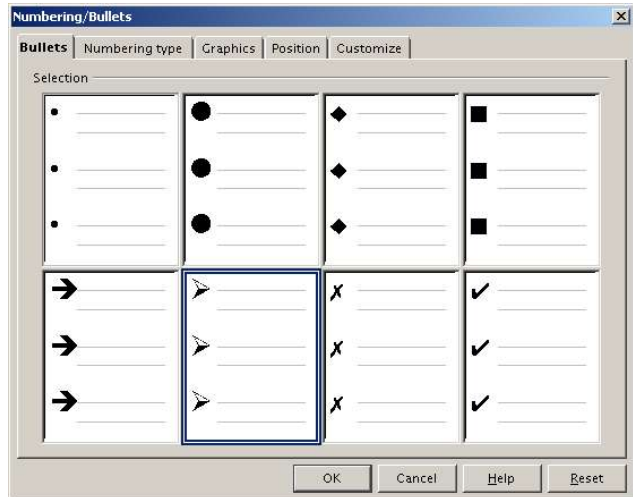 Numbering/Bullets
Bullets Numbering type Graphics Position Customize
Selection
OK Cancel Help Reset